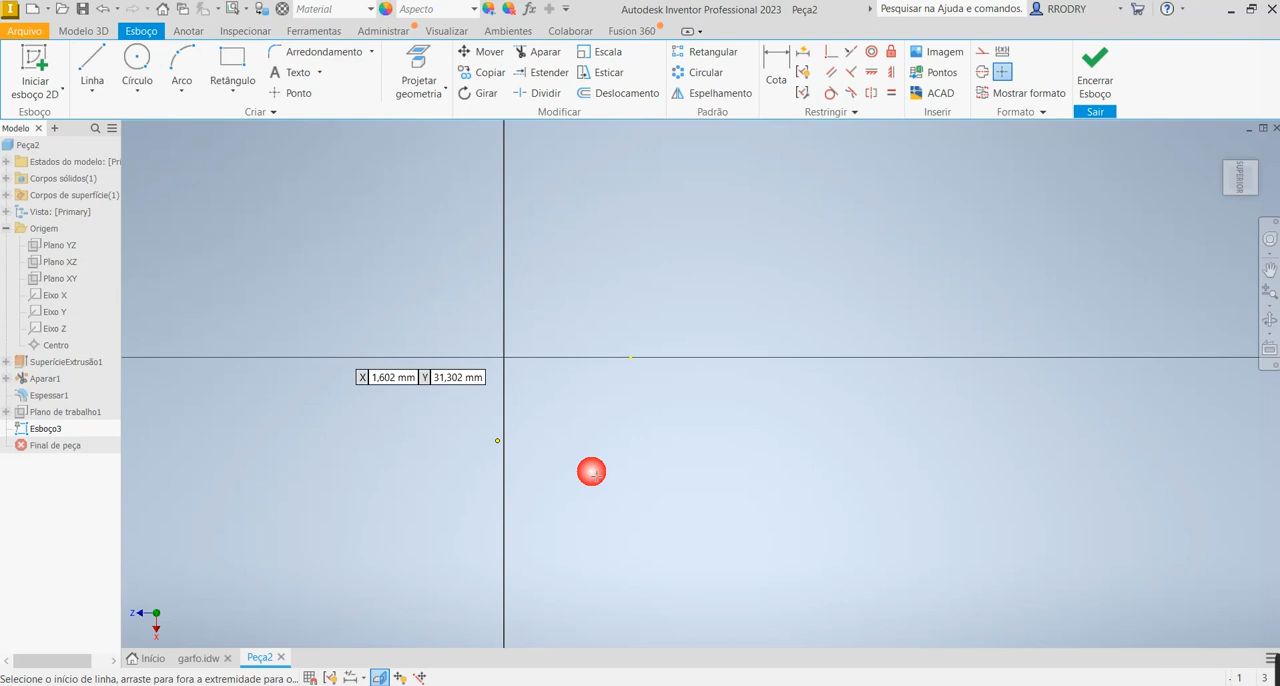 Material Aspecto Autodesk Inventor Professional 2023 Peça2 Pesquisar na Ajuda e comandos. RRODRY
Arquivo Modelo 3D Esboço Anotar Inspecionar Ferramentas Administrar Visualizar Ambientes Colaborar Fusion 360
Iniciar esboço 2D
Linha
Círculo
Arco
Retângulo
Arredondamento
Texto
Ponto
Projetar geometria
Mover Aparar Escala
Copiar Estender Esticar
Girar Dividir Deslocamento
Retangular
Circular
Espelhamento
Cota
Imagem
Pontos
ACAD
Mostrar formato
Encerrar Esboço
Esboço Criar Modificar Padrão Restringir Inserir Formato Sair
Modelo
Peça2
Estados do modelo: [Pri
Corpos sólidos(1)
Corpos de superfície(1)
Vista: [Primary]
Origem
Plano YZ
Plano XZ
Plano XY
Eixo X
Eixo Y
Eixo Z
Centro
SuperícieExtrusão1
Aparar1
Espessar1
Plano de trabalho1
Esboço3
Final de peça
SUPERIOR
X 1,602 mm Y 31,302 mm
Z
X
Início garfo.idw Peça2
Selecione o início de linha, arraste para fora a extremidade para o... 1 3